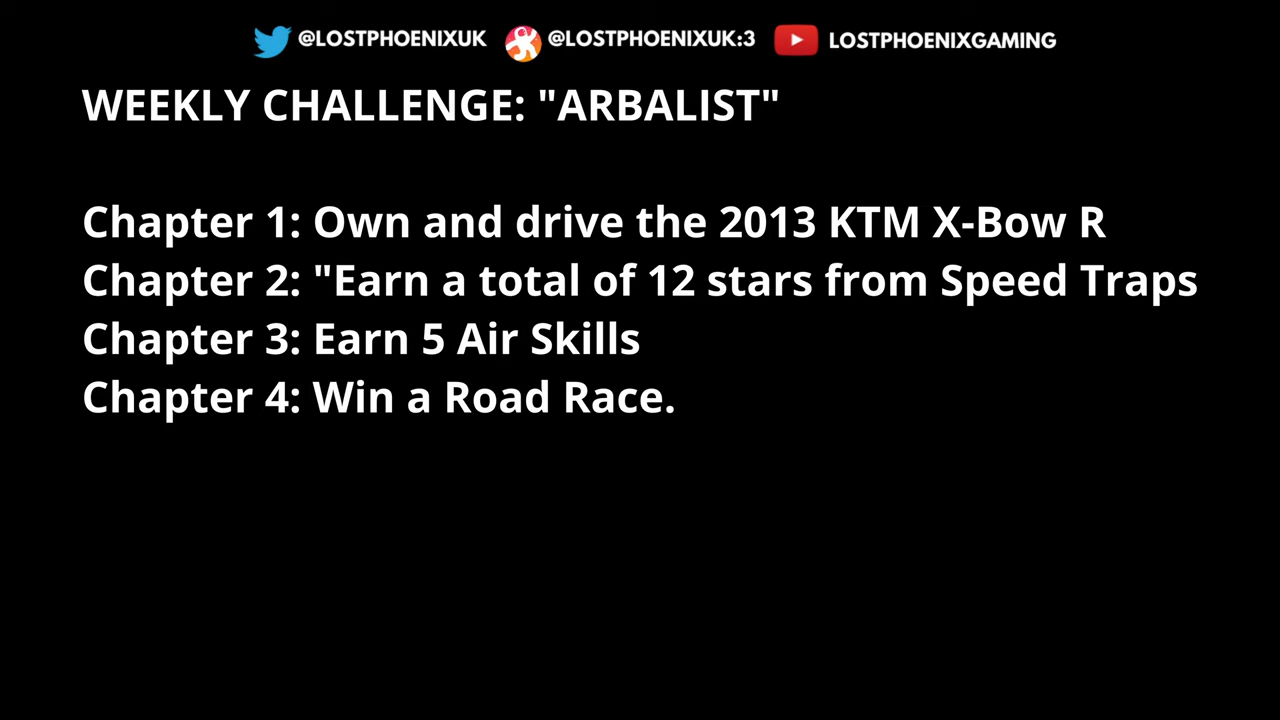 @LOSTPHOENIXUK @LOSTPHOENIXUK:3 LOSTPHOENIXGAMING
WEEKLY CHALLENGE: "ARBALIST"
Chapter 1: Own and drive the 2013 KTM X-Bow R
Chapter 2: "Earn a total of 12 stars from Speed Traps
Chapter 3: Earn 5 Air Skills
Chapter 4: Win a Road Race.